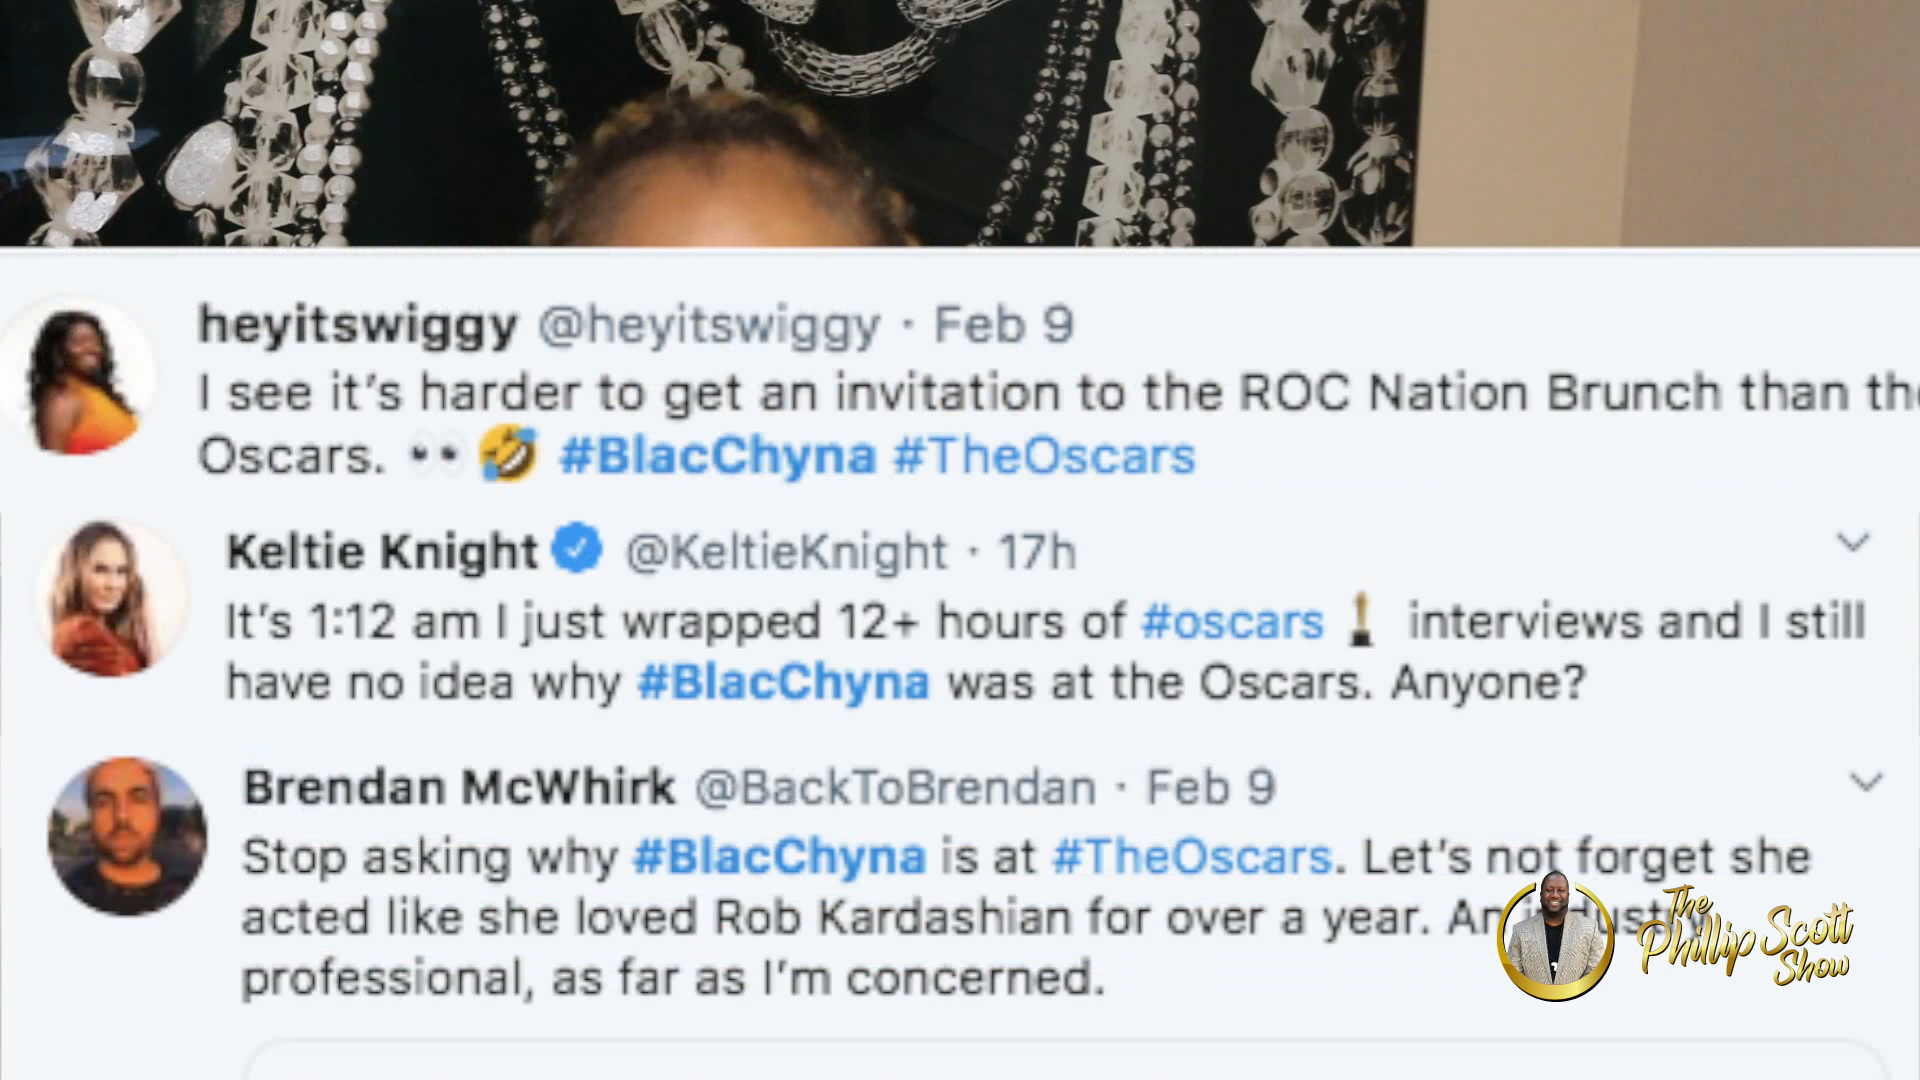 heyitswiggy @heyitswiggy · Feb 9
I see it's harder to get an invitation to the ROC Nation Brunch than
Oscars. 👀 🤣 #BlacChyna #TheOscars
Keltie Knight @KeltieKnight · 17h
It's 1:12 am I just wrapped 12+ hours of #oscars interviews and I still
have no idea why #BlacChyna was at the Oscars. Anyone?
Brendan McWhirk @BackToBrendan · Feb 9
Stop asking why #BlacChyna is at #TheOscars. Let's not forget she
acted like she loved Rob Kardashian for over a year. An industry
professional, as far as I'm concerned.
The
Phillip Scott
Show